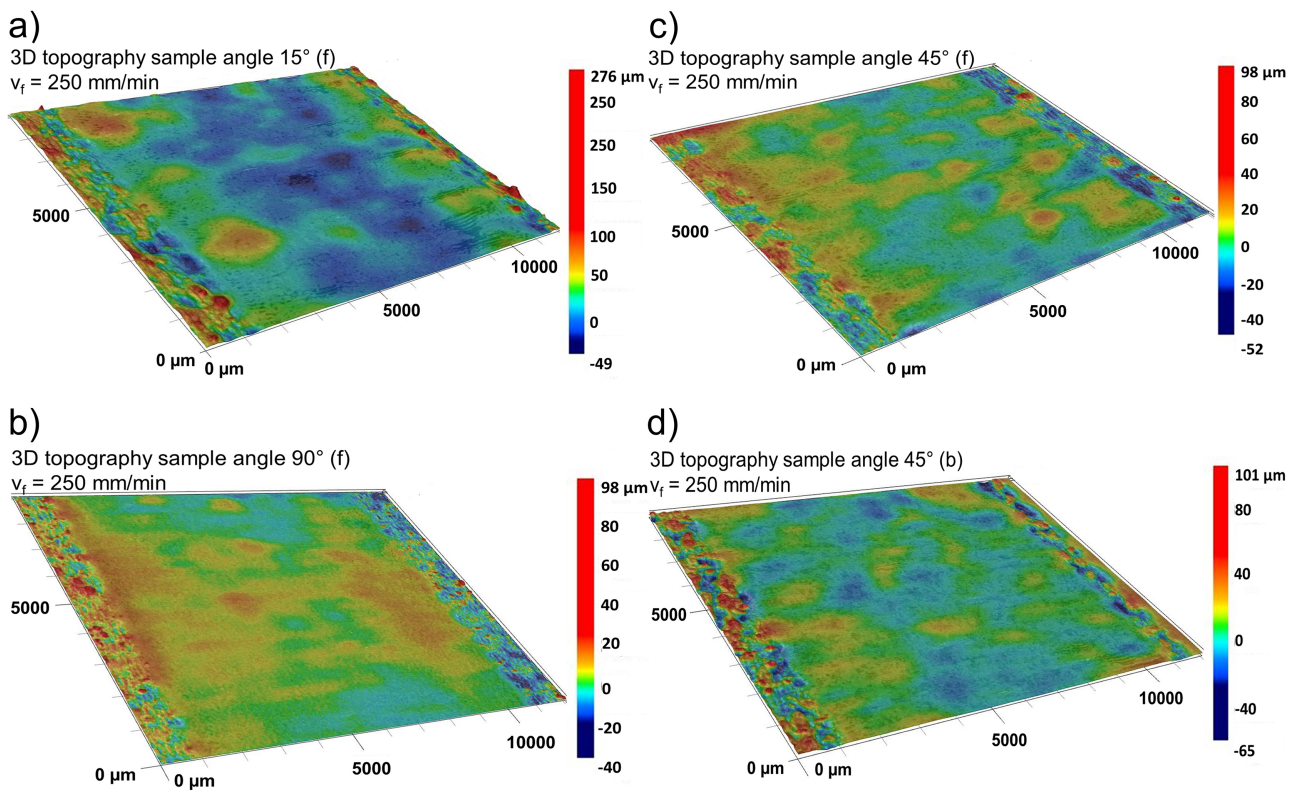 a)
3D topography sample angle 15° (f)
vf = 250 mm/min
276 µm
250
250
150
100
50
0
-49
5000
0 µm
0 µm
5000
10000
c)
3D topography sample angle 45° (f)
vf = 250 mm/min
98 µm
80
60
40
20
0
-20
-40
-52
5000
0 µm
0 µm
5000
10000
b)
3D topography sample angle 90° (f)
vf = 250 mm/min
98 µm
80
60
40
20
0
-20
-40
5000
0 µm
0 µm
5000
10000
d)
3D topography sample angle 45° (b)
vf = 250 mm/min
101 µm
80
40
0
-40
-65
5000
0 µm
0 µm
5000
10000